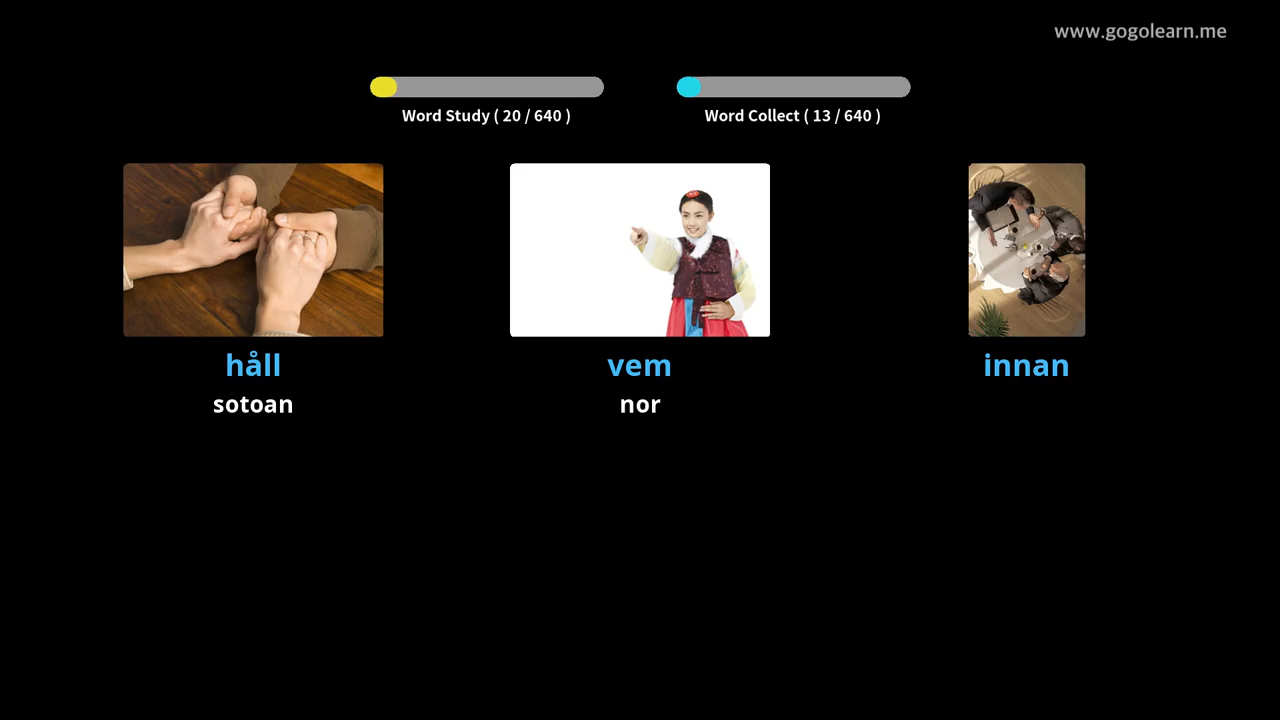 www.gogolearn.me
Word Study ( 20 / 640 )
Word Collect ( 13 / 640 )
håll
vem
innan
sotoan
nor